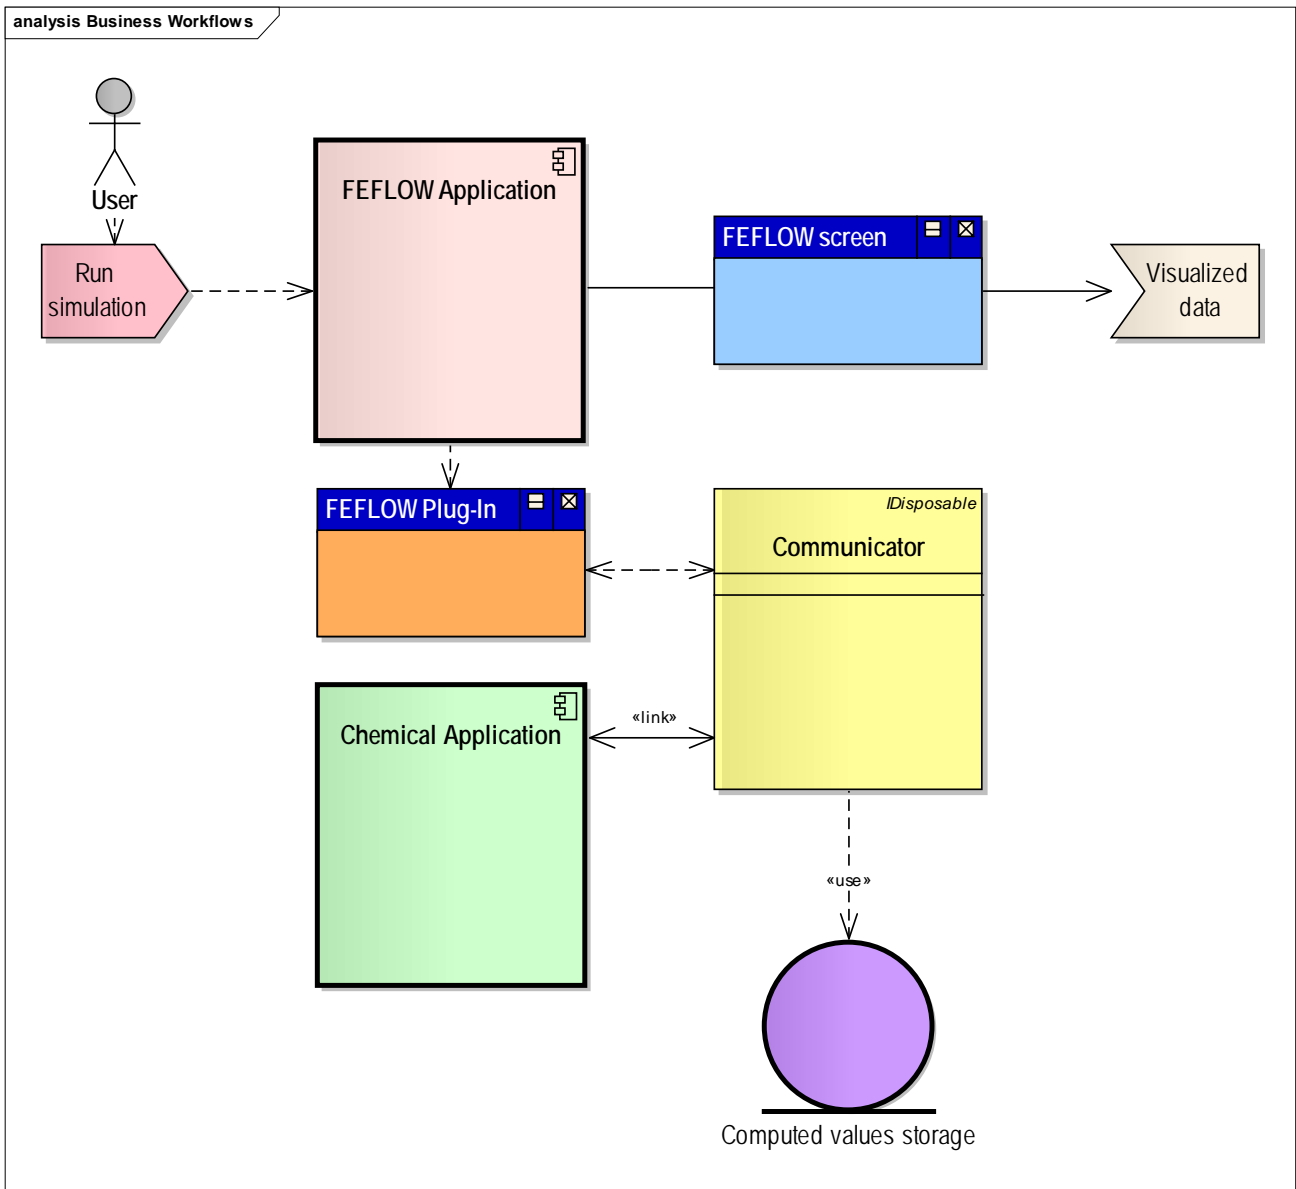 analysis Business Workflows
User
Run
simulation
FEFLOW Application
FEFLOW screen
Visualized
data
FEFLOW Plug-In
IDisposable
Communicator
Chemical Application
«link»
«use»
Computed values storage